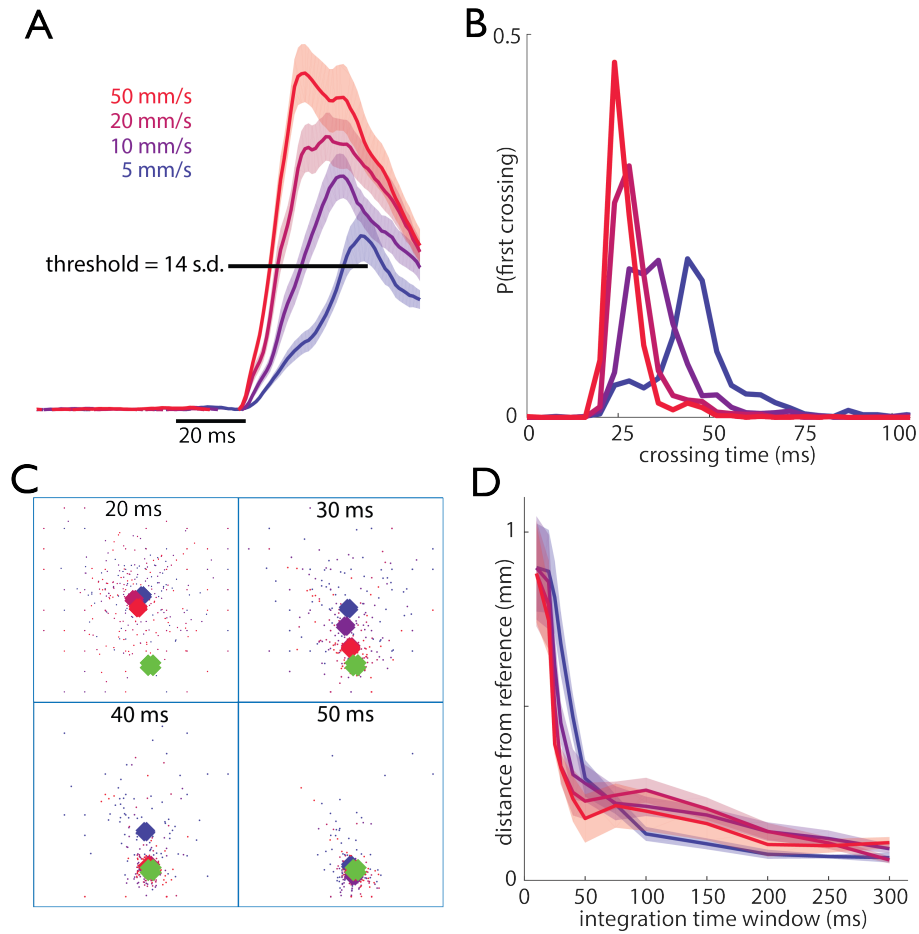 A
50 mm/s
20 mm/s
10 mm/s
5 mm/s
threshold = 14 s.d.
20 ms
B
0.5
P(first crossing)
0
0 25 50 75 100
crossing time (ms)
C
20 ms
30 ms
40 ms
50 ms
D
1
distance from reference (mm)
0
0 50 100 150 200 250 300
integration time window (ms)